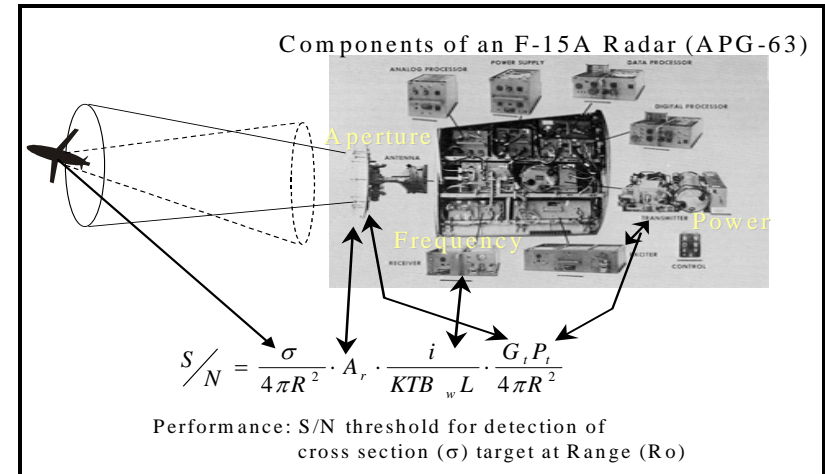 Components of an F-15A Radar (APG-63)
POWER SUPPLY
ANALOG PROCESSOR
DATA PROCESSOR
DIGITAL PROCESSOR
Aperture
ANTENNA
TRANSMITTER
Power
Frequency
RECEIVER
EXCITER
CONTROL
S/N = σ/4πR² · A_r · i/KTB_wL · G_tP_t/4πR²
Performance: S/N threshold for detection of
cross section (σ) target at Range (Ro)